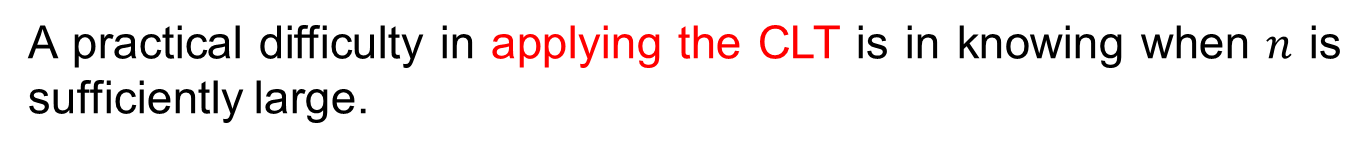 A practical difficulty in applying the CLT is in knowing when n is
sufficiently large.